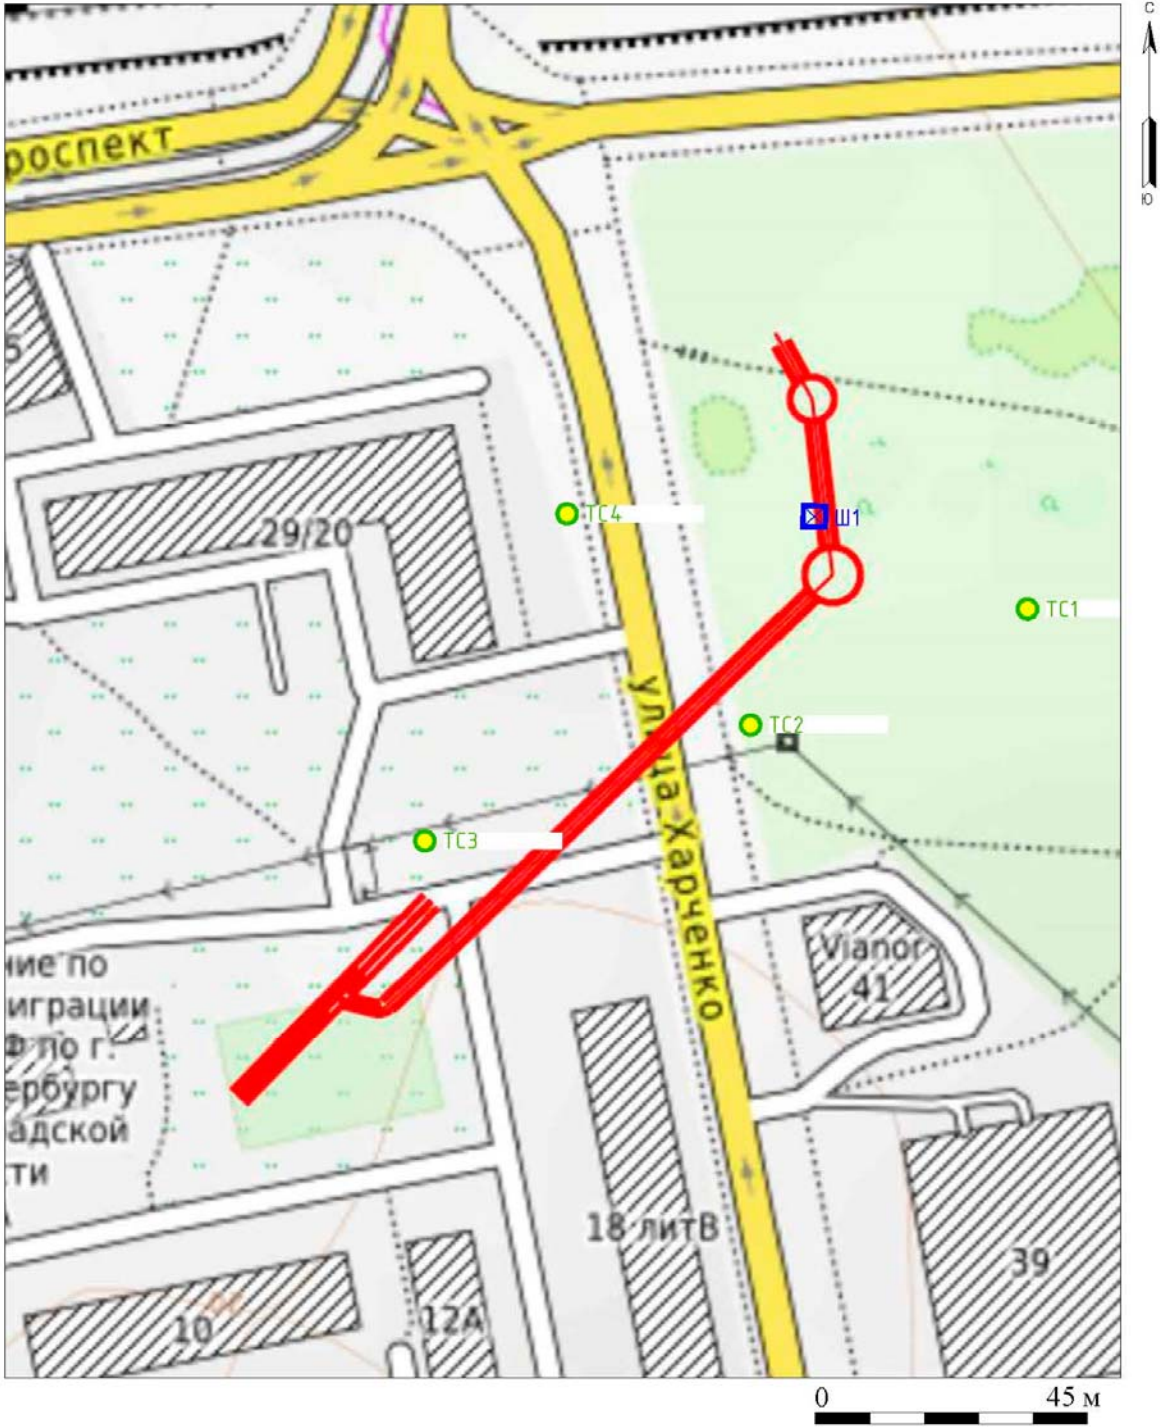 С
Ю
роспект
5
29/20
ТС4
Ш1
ТС1
улица Харченко
ТС2
ТС3
ние по
играции
Ф по г.
ербургу
адской
сти
Vianor
41
18 литВ
39
10
12А
0 45 м